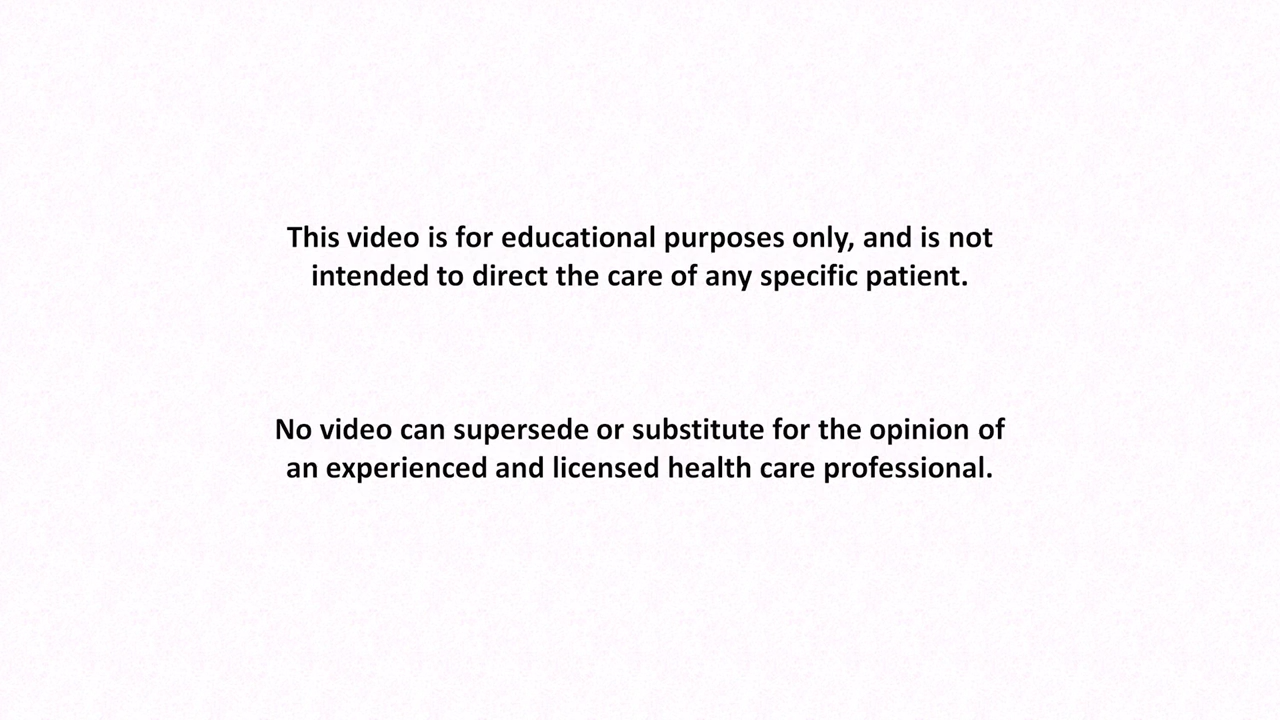 This video is for educational purposes only, and is not
intended to direct the care of any specific patient.
No video can supersede or substitute for the opinion of
an experienced and licensed health care professional.